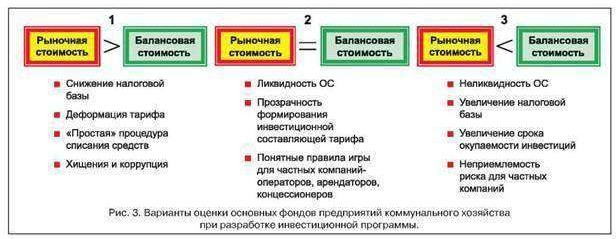 1
Рыночная
стоимость
>
Балансовая
стоимость
Снижение налоговой
базы
Деформация тарифа
«Простая» процедура
списания средств
Хищения и коррупция
2
Рыночная
стоимость
=
Балансовая
стоимость
Ликвидность ОС
Прозрачность
формирования
инвестиционной
составляющей тарифа
Понятные правила игры
для частных компаний-
операторов, арендаторов,
концессионеров
3
Рыночная
стоимость
<
Балансовая
стоимость
Неликвидность ОС
Увеличение налоговой
базы
Увеличение срока
окупаемости инвестиций
Неприемлемость
риска для частных
компаний
Рис. 3. Варианты оценки основных фондов предприятий коммунального хозяйства
при разработке инвестиционной программы.